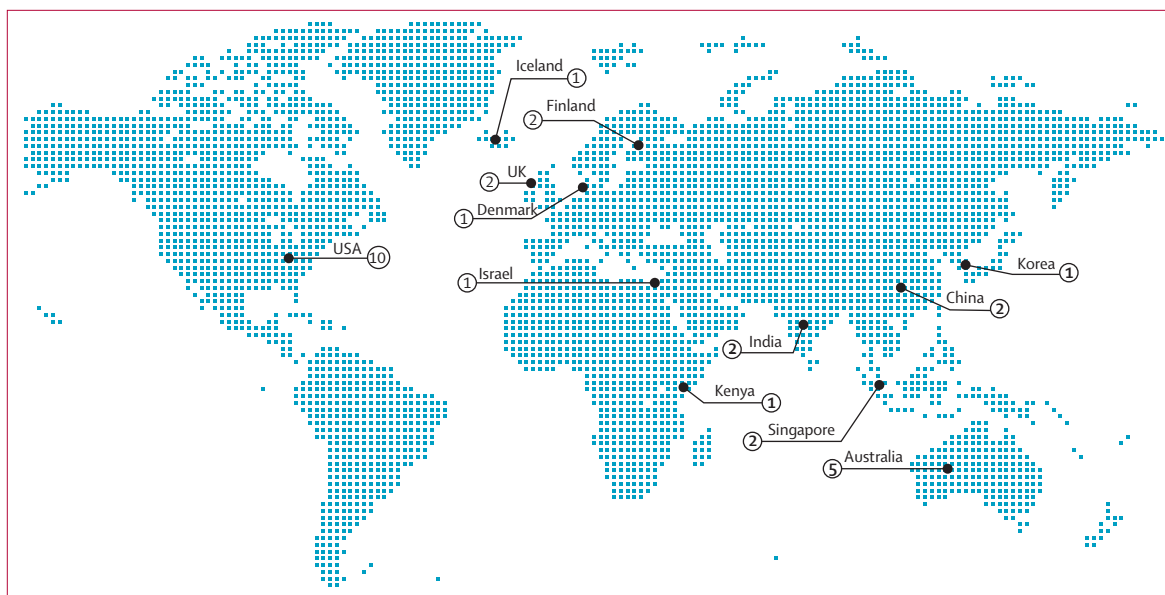 Iceland 1
Finland
2
UK
2
1 Denmark
USA 10
1 Israel
Korea 1
China 2
2 India
Kenya 1
2 Singapore
5 Australia